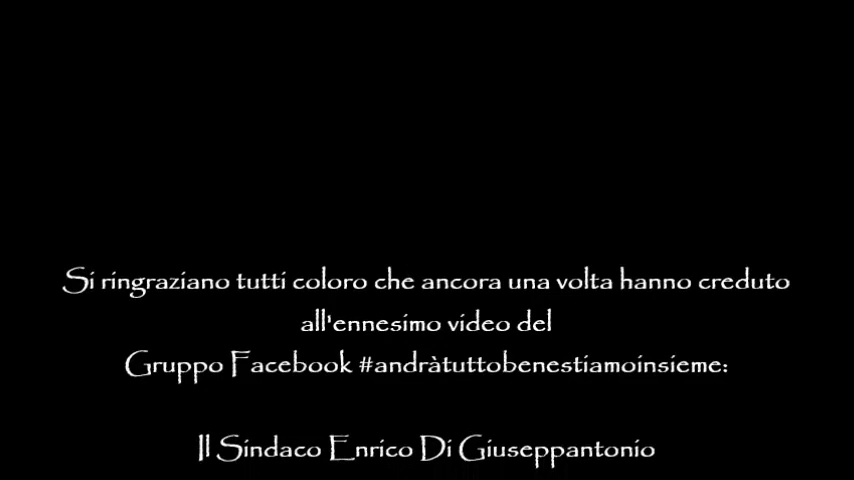 Si ringraziano tutti coloro che ancora una volta hanno creduto
all'ennesimo video del
Gruppo Facebook #andràtuttobenestiamoinsieme:
Il Sindaco Enrico Di Giuseppantonio